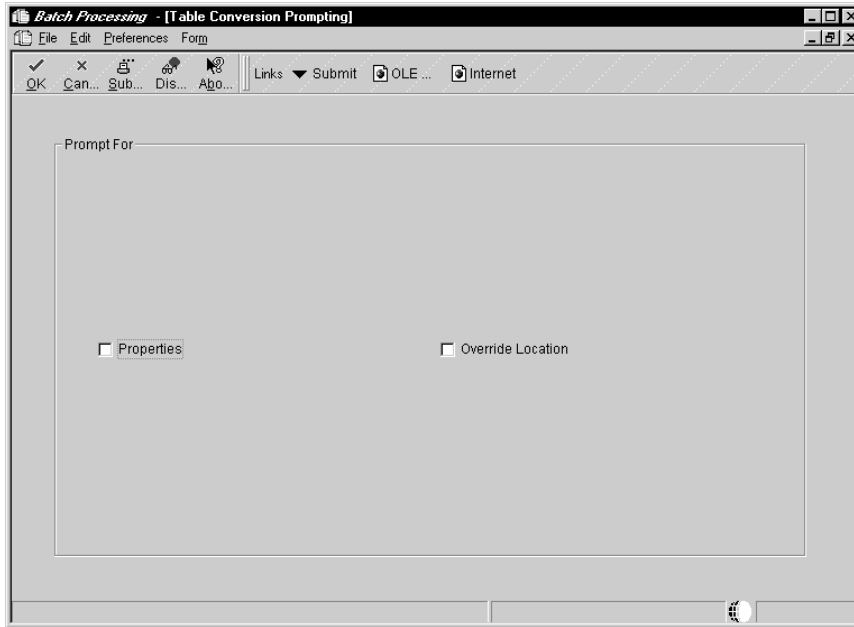 Batch Processing - [Table Conversion Prompting]
File Edit Preferences Form
OK Can... Sub... Dis... Abo... Links Submit OLE ... Internet
Prompt For
Properties Override Location